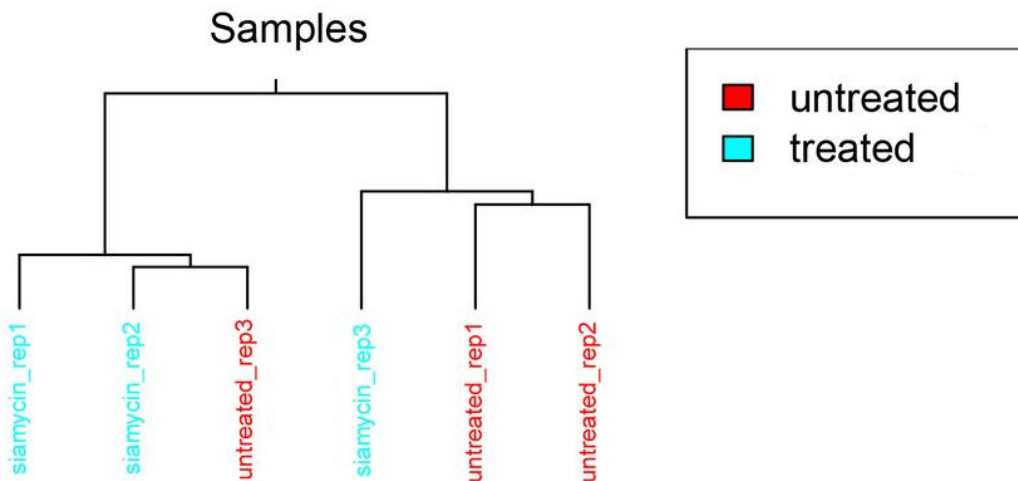 Samples
untreated
treated
siamycin_rep1
siamycin_rep2
untreated_rep3
siamycin_rep3
untreated_rep1
untreated_rep2